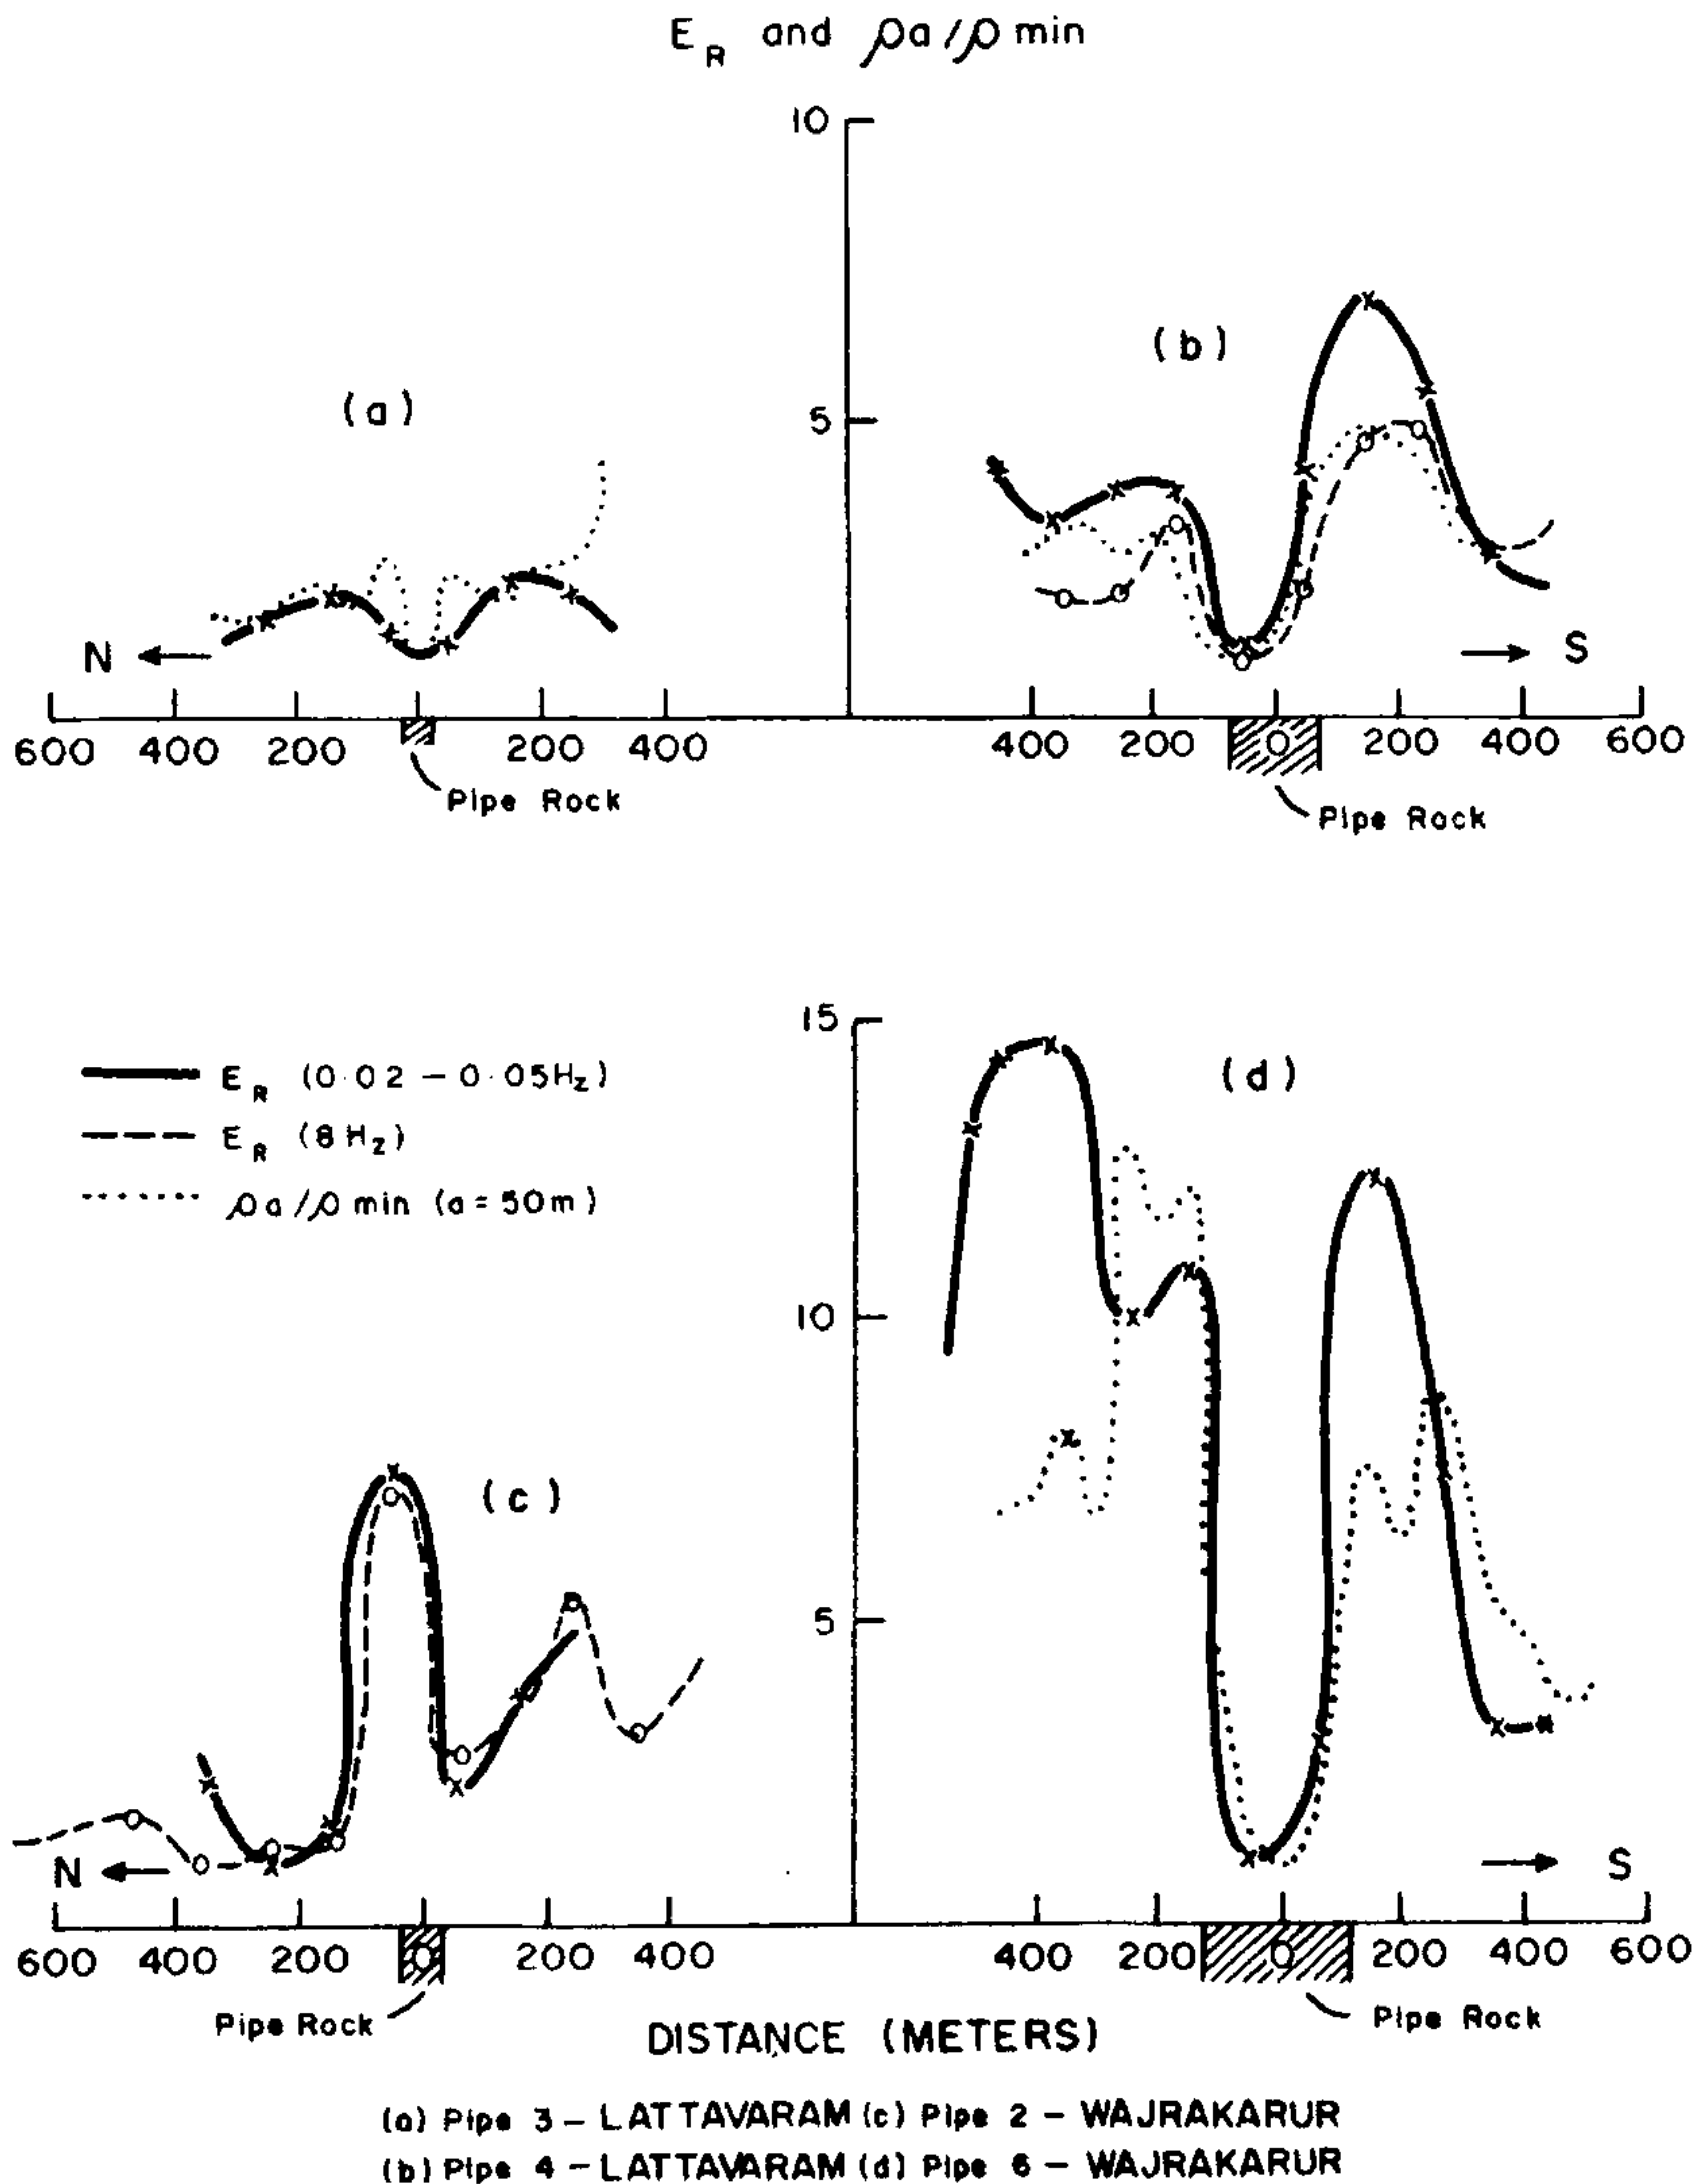 E_R and ρa/ρ min
10
(b)
(a)
5
N
S
600 400 200 200 400
400 200 0 200 400 600
Pipe Rock
Pipe Rock
15
E_R (0.02 – 0.05Hz)
(d)
E_R (8Hz)
ρa/ρ min (a = 50m)
10
(c)
5
N
S
600 400 200 0 200 400
400 200 0 200 400 600
Pipe Rock
Pipe Rock
DISTANCE (METERS)
(a) Pipe 3 – LATTAVARAM (c) Pipe 2 – WAJRAKARUR
(b) Pipe 4 – LATTAVARAM (d) Pipe 6 – WAJRAKARUR